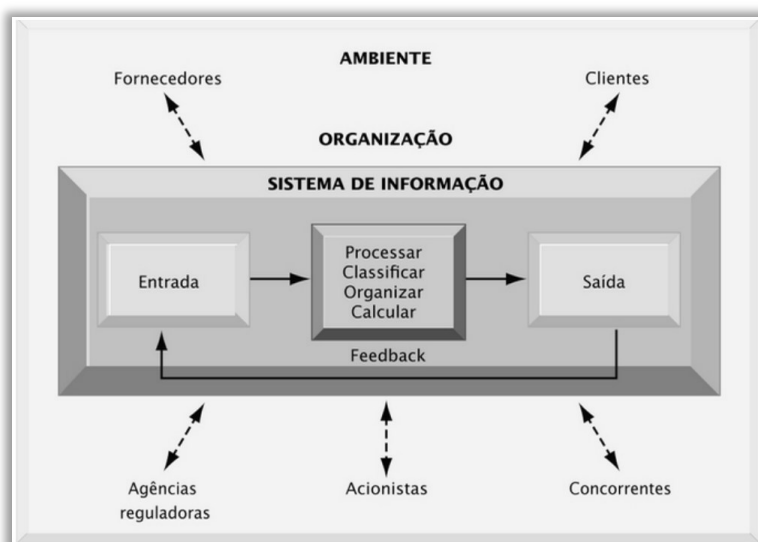 AMBIENTE
Fornecedores
Clientes
ORGANIZAÇÃO
SISTEMA DE INFORMAÇÃO
Entrada
Processar
Classificar
Organizar
Calcular
Saída
Feedback
Agências
reguladoras
Acionistas
Concorrentes